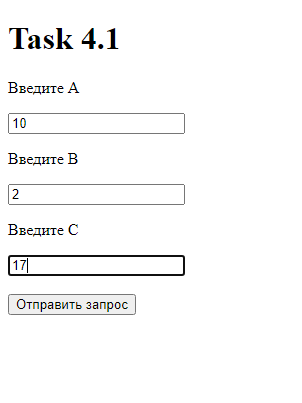 Task 4.1
Введите A
10
Введите B
2
Введите C
17
Отправить запрос